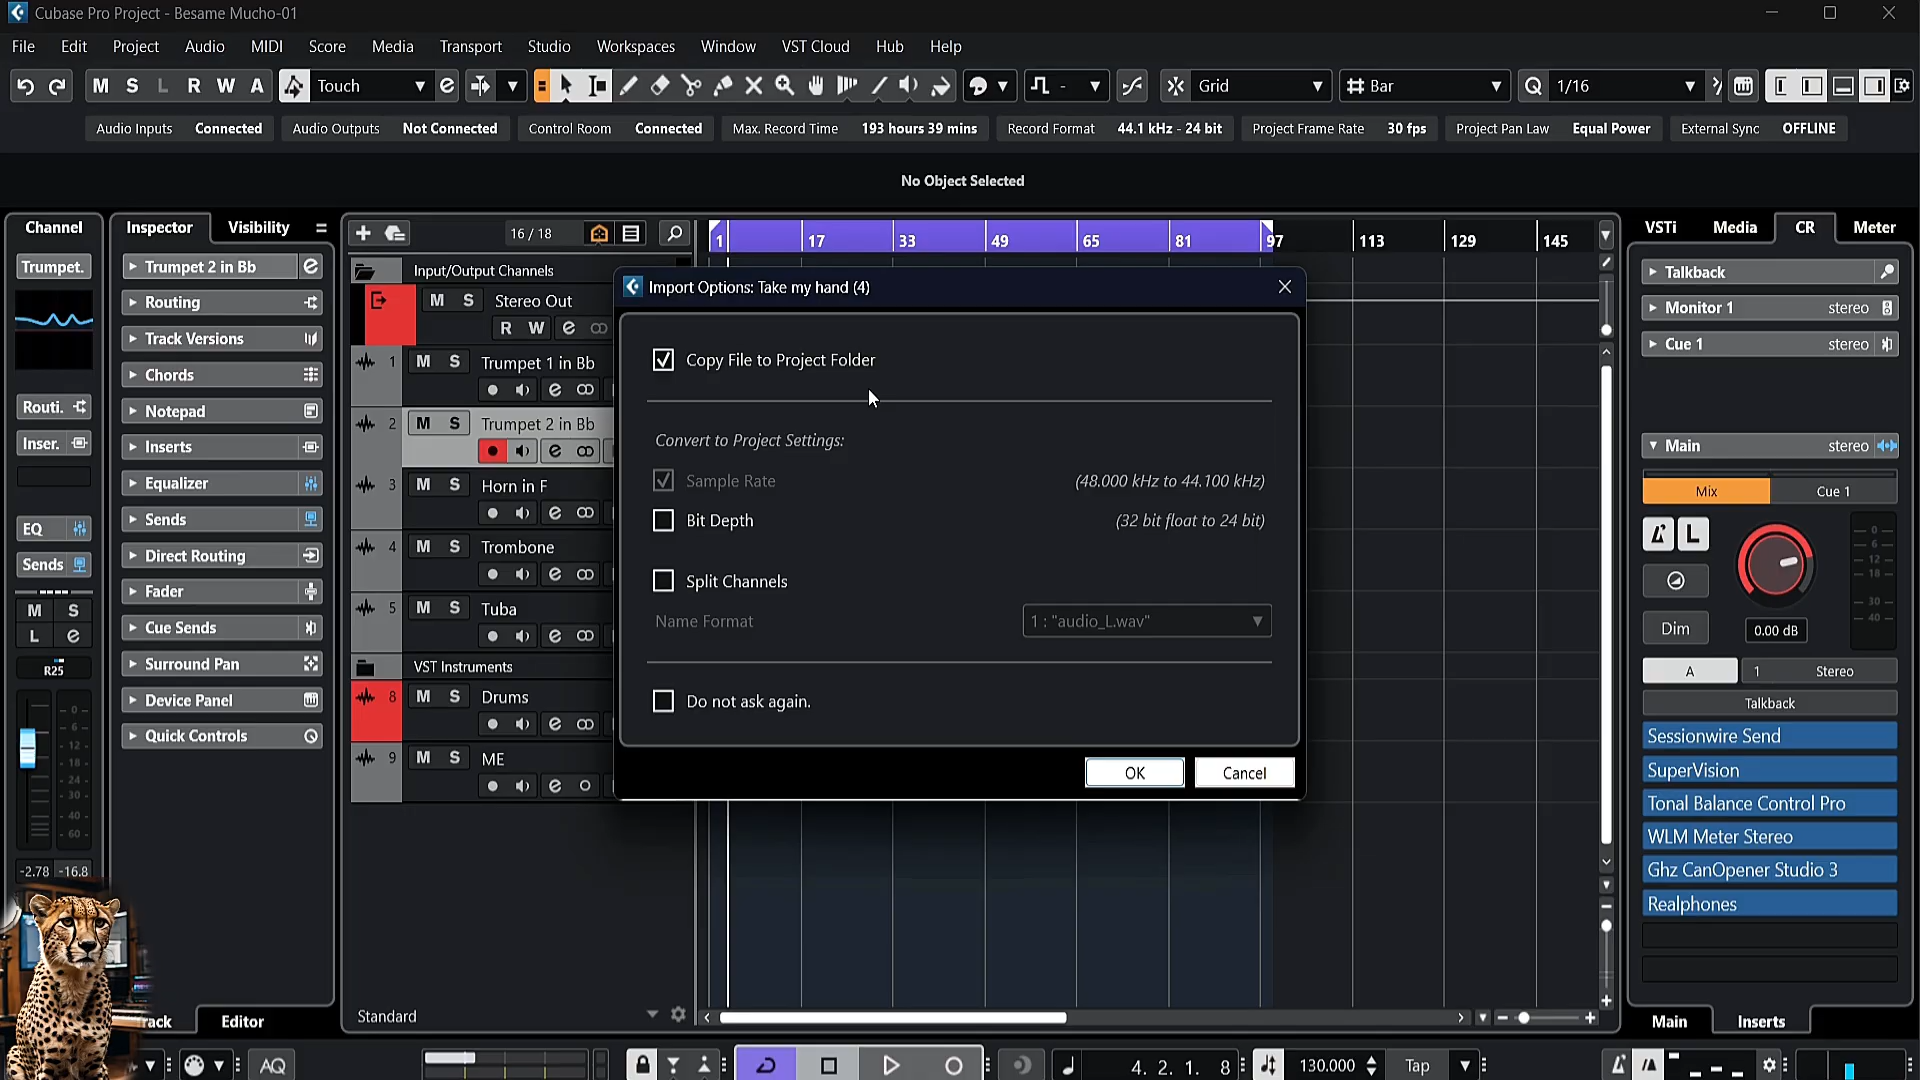 Cubase Pro Project - Besame Mucho-01
File Edit Project Audio MIDI Score Media Transport Studio Workspaces Window VST Cloud Hub Help
M S L R W A Touch Grid Bar Q 1/16
Audio Inputs Connected Audio Outputs Not Connected Control Room Connected Max. Record Time 193 hours 39 mins Record Format 44.1 kHz - 24 bit Project Frame Rate 30 fps Project Pan Law Equal Power External Sync OFFLINE
No Object Selected
Channel Inspector Visibility 16 / 18 1 17 33 49 65 81 97 113 129 145 VSTi Media CR Meter
Trumpet.
Routi.
Inser.
EQ
Sends
M S
L e
R25
-2.78 -16.8
Trumpet 2 in Bb
Routing
Track Versions
Chords
Notepad
Inserts
Equalizer
Sends
Direct Routing
Fader
Cue Sends
Surround Pan
Device Panel
Quick Controls
Input/Output Channels
M S Stereo Out
R W
1 M S Trumpet 1 in Bb
2 M S Trumpet 2 in Bb
3 M S Horn in F
4 M S Trombone
5 M S Tuba
VST Instruments
8 M S Drums
9 M S ME
Import Options: Take my hand (4)
Copy File to Project Folder
Convert to Project Settings:
Sample Rate (48.000 kHz to 44.100 kHz)
Bit Depth (32 bit float to 24 bit)
Split Channels
Name Format 1 : "audio_L.wav"
Do not ask again.
OK Cancel
Talkback
Monitor 1 stereo
Cue 1 stereo
Main stereo
Mix Cue 1
L
Dim 0.00 dB
A 1 Stereo
Talkback
Sessionwire Send
SuperVision
Tonal Balance Control Pro
WLM Meter Stereo
Ghz CanOpener Studio 3
Realphones
Standard
Editor Main Inserts
AQ 4. 2. 1. 8 130.000 Tap